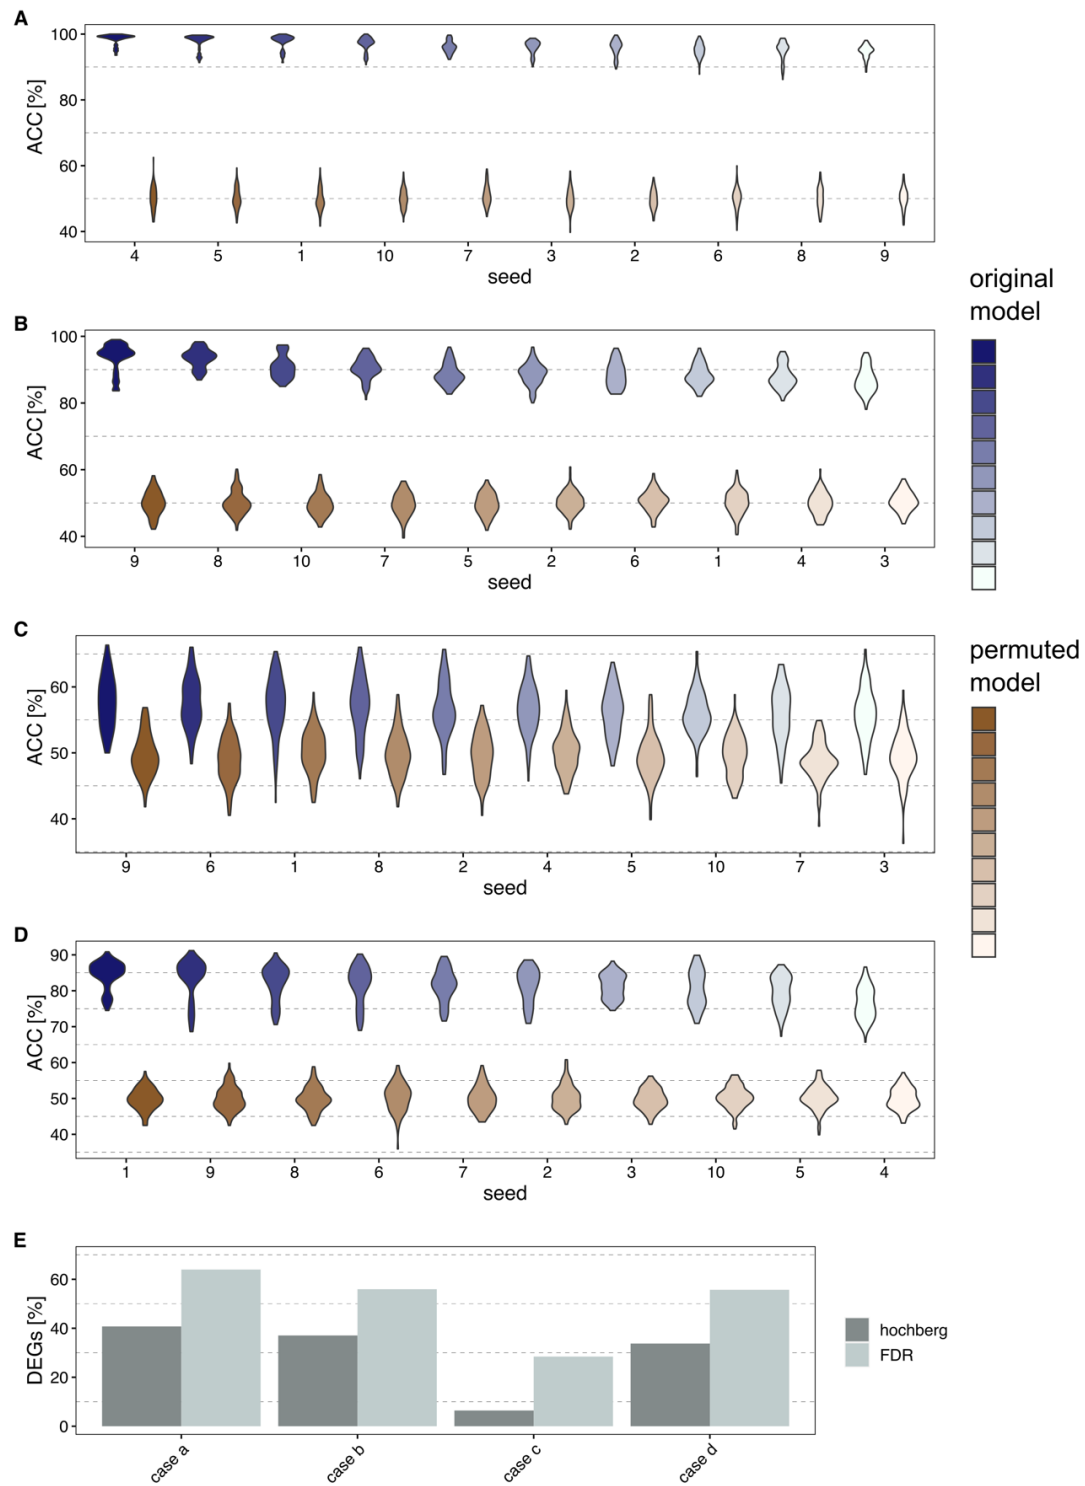 A
ACC [%]
100
80
60
40
4 5 1 10 7 3 2 6 8 9
seed
original
model
B
ACC [%]
100
80
60
40
9 8 10 7 5 2 6 1 4 3
seed
C
ACC [%]
60
50
40
9 6 1 8 2 4 5 10 7 3
seed
permuted
model
D
ACC [%]
90
80
70
60
50
40
1 9 8 6 7 2 3 10 5 4
seed
E
DEGs [%]
60
40
20
0
case a case b case c case d
hochberg
FDR